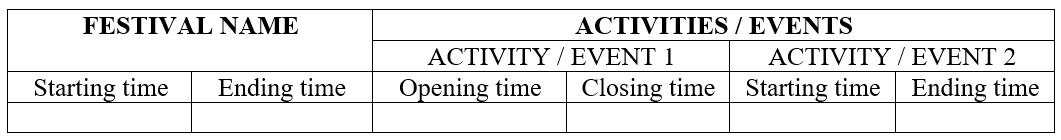 FESTIVAL NAME ACTIVITIES / EVENTS
ACTIVITY / EVENT 1 ACTIVITY / EVENT 2
Starting time Ending time Opening time Closing time Starting time Ending time